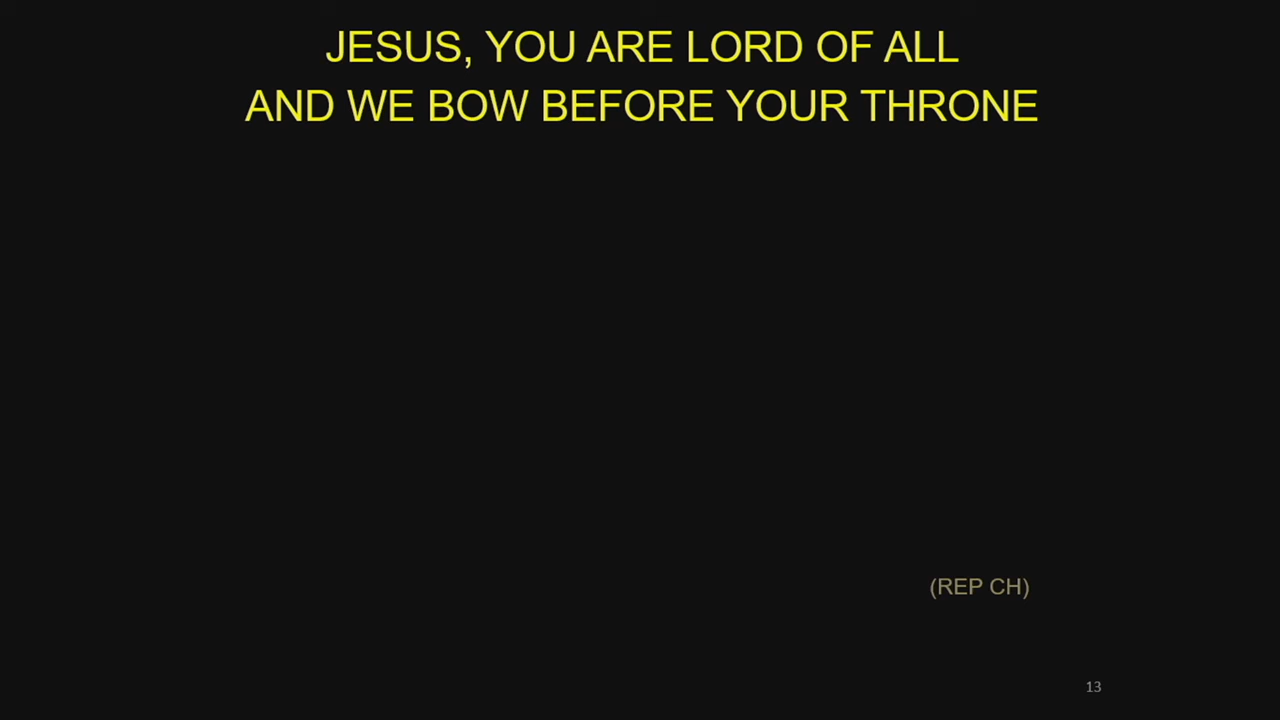 JESUS, YOU ARE LORD OF ALL
AND WE BOW BEFORE YOUR THRONE
(REP CH)
13